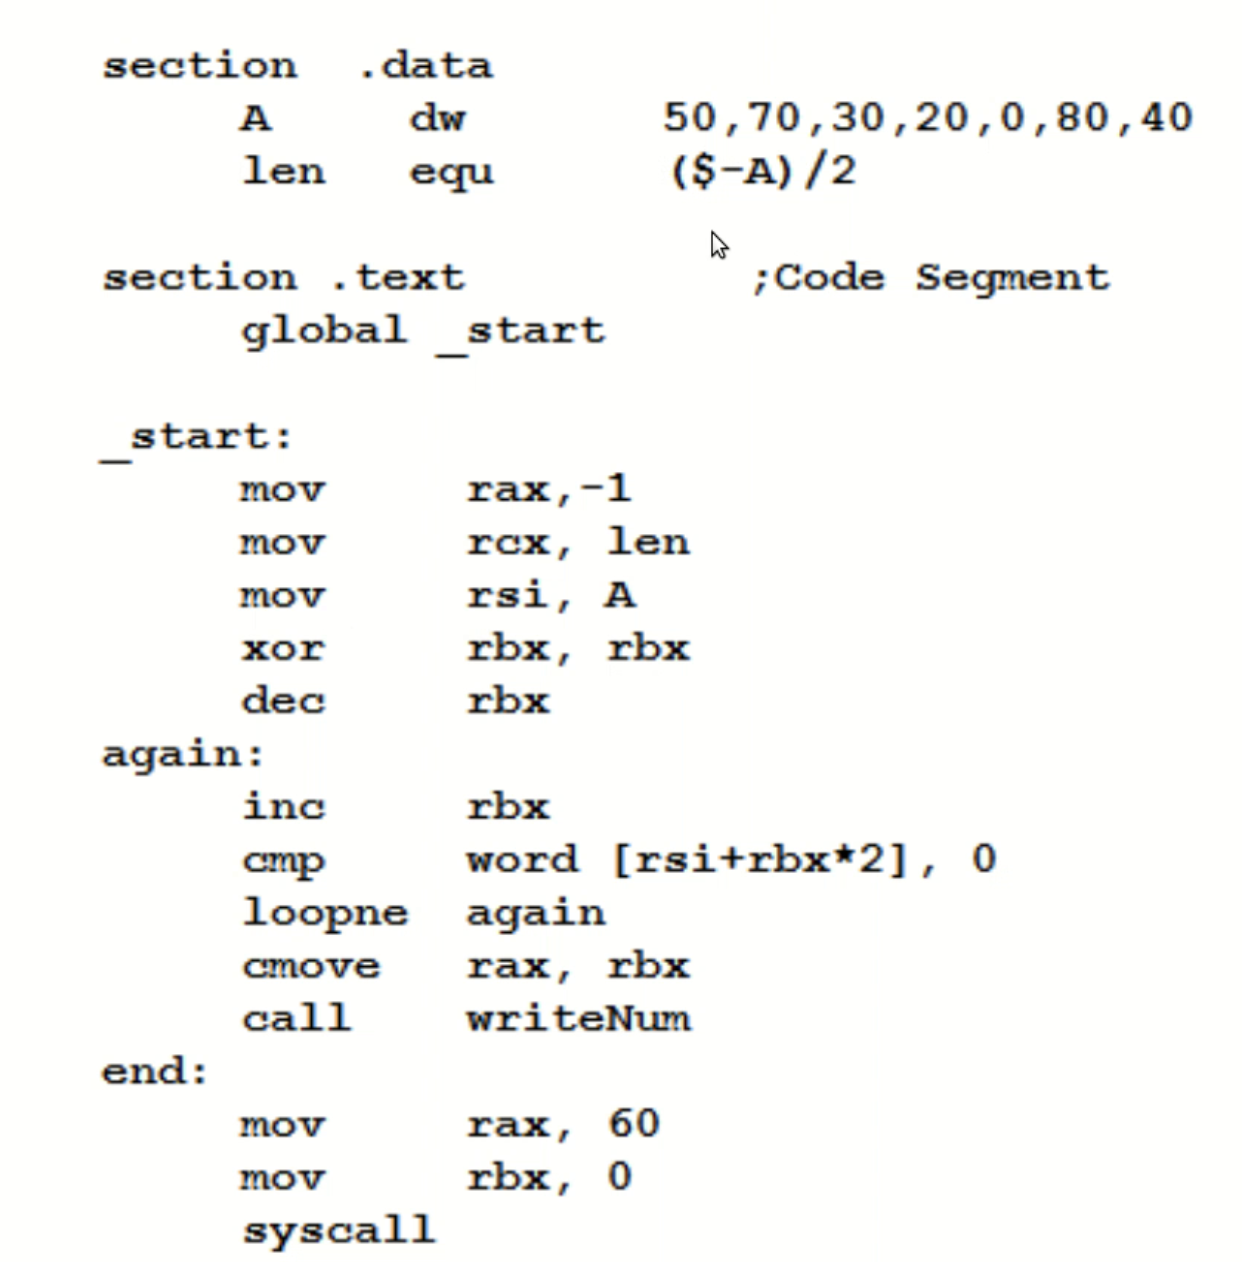 section .data
A dw 50,70,30,20,0,80,40
len equ ($-A)/2
section .text ;Code Segment
global _start
_start:
mov rax,-1
mov rcx, len
mov rsi, A
xor rbx, rbx
dec rbx
again:
inc rbx
cmp word [rsi+rbx*2], 0
loopne again
cmove rax, rbx
call writeNum
end:
mov rax, 60
mov rbx, 0
syscall